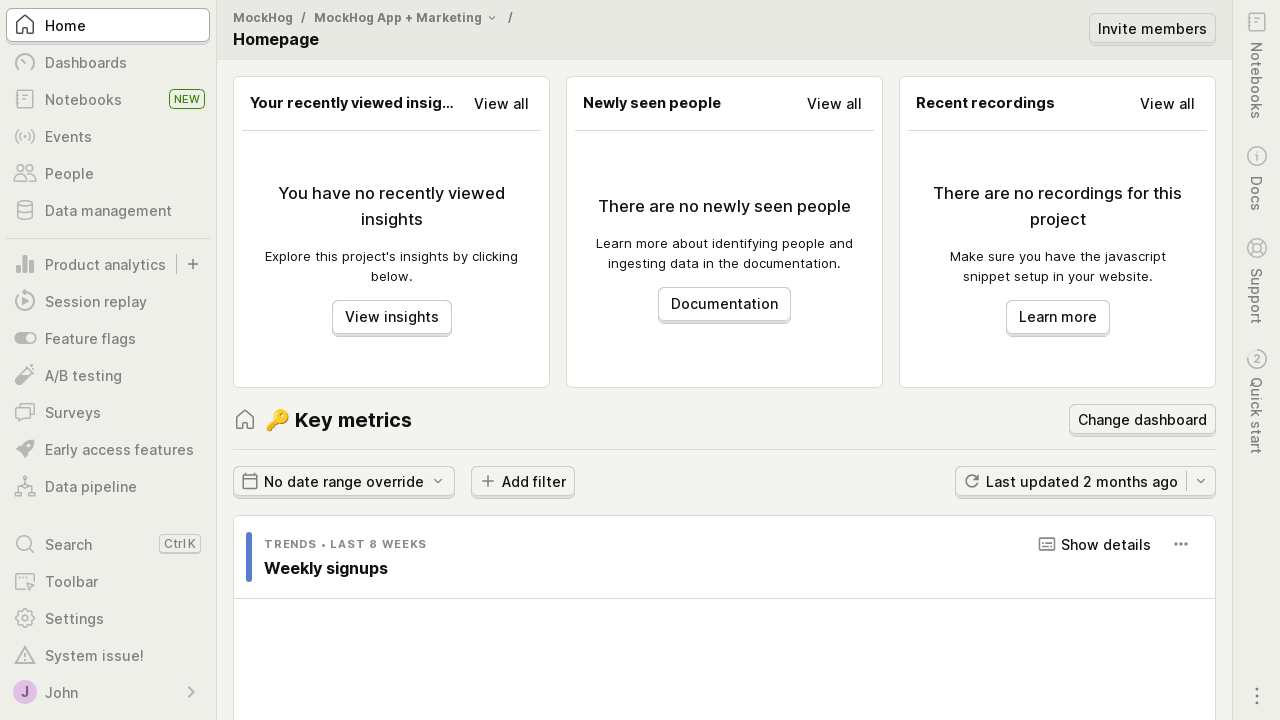 Home
Dashboards
Notebooks
NEW
Events
People
Data management
Product analytics
Session replay
Feature flags
A/B testing
Surveys
Early access features
Data pipeline
Search
Ctrl K
Toolbar
Settings
System issue!
J
John
MockHog / MockHog App + Marketing /
Homepage
Invite members
Your recently viewed insig...
View all
You have no recently viewed
insights
Explore this project's insights by clicking
below.
View insights
Newly seen people
View all
There are no newly seen people
Learn more about identifying people and
ingesting data in the documentation.
Documentation
Recent recordings
View all
There are no recordings for this
project
Make sure you have the javascript
snippet setup in your website.
Learn more
🔑 Key metrics
Change dashboard
No date range override
Add filter
Last updated 2 months ago
TRENDS • LAST 8 WEEKS
Weekly signups
Show details
Notebooks
Docs
Support
2
Quick start